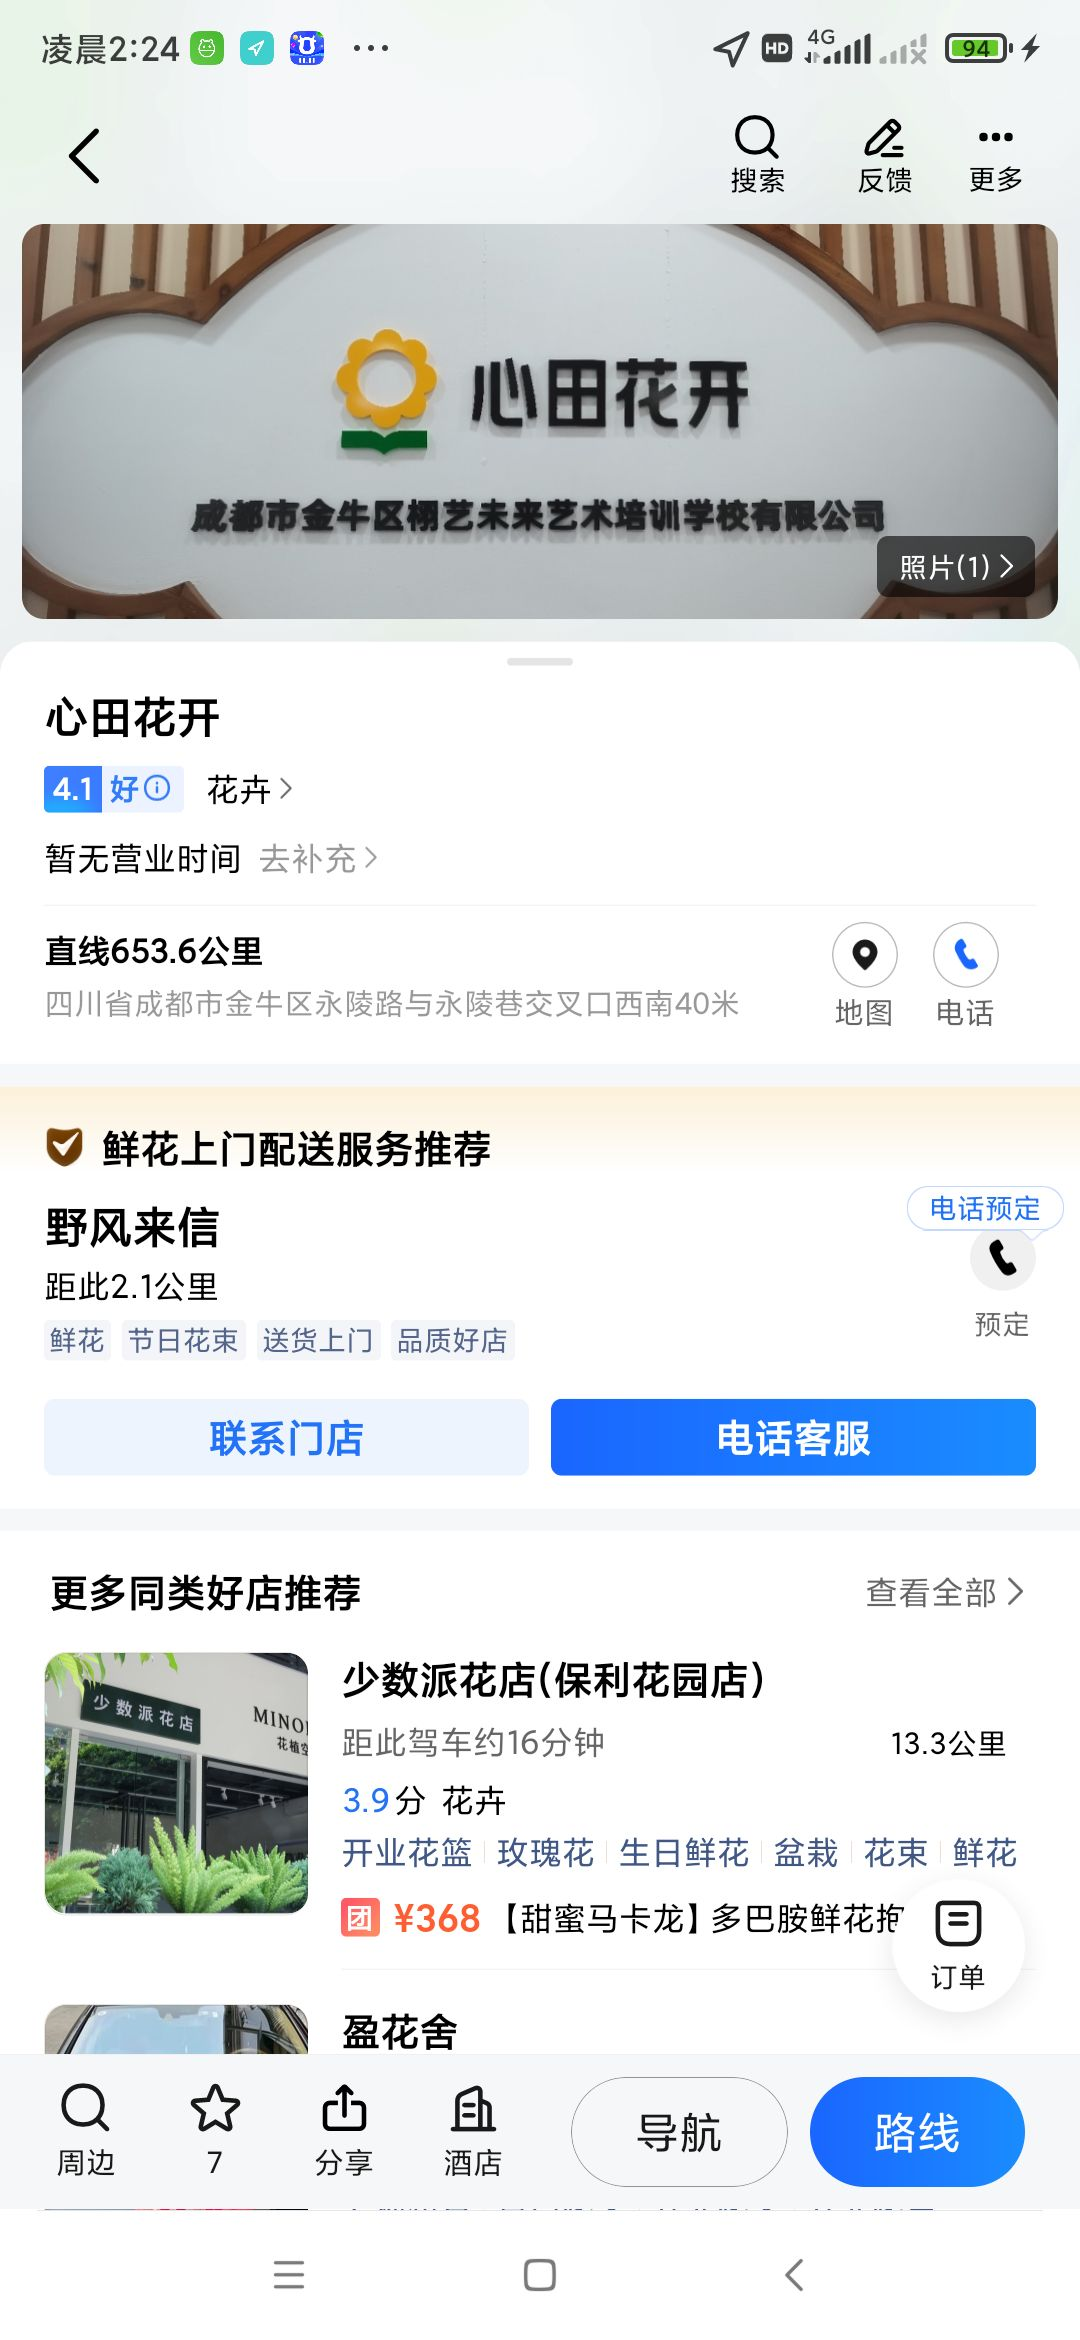 凌晨2:24
11.11
HD
4G
94
搜索
反馈
更多
心田花开
成都市金牛区栩艺未来艺术培训学校有限公司
照片(1)
心田花开
4.1 好 花卉
暂无营业时间 去补充
直线653.6公里
四川省成都市金牛区永陵路与永陵巷交叉口西南40米
地图
电话
鲜花上门配送服务推荐
野风来信
电话预定
距此2.1公里
预定
鲜花 节日花束 送货上门 品质好店
联系门店
电话客服
更多同类好店推荐
查看全部
少数派花店
MINO
花植空
少数派花店(保利花园店)
距此驾车约16分钟
13.3公里
3.9分 花卉
开业花篮 玫瑰花 生日鲜花 盆栽 花束 鲜花
团 ¥368 【甜蜜马卡龙】多巴胺鲜花抱
订单
盈花舍
周边
7
分享
酒店
导航
路线